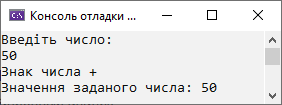 Консоль отладки ...
Введіть число:
50
Знак числа +
Значення заданого числа: 50